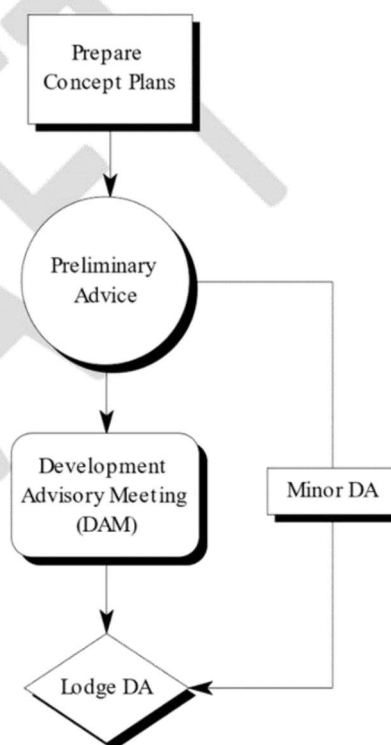 Prepare
Concept Plans
Preliminary
Advice
Development
Advisory Meeting
(DAM)
Minor DA
Lodge DA